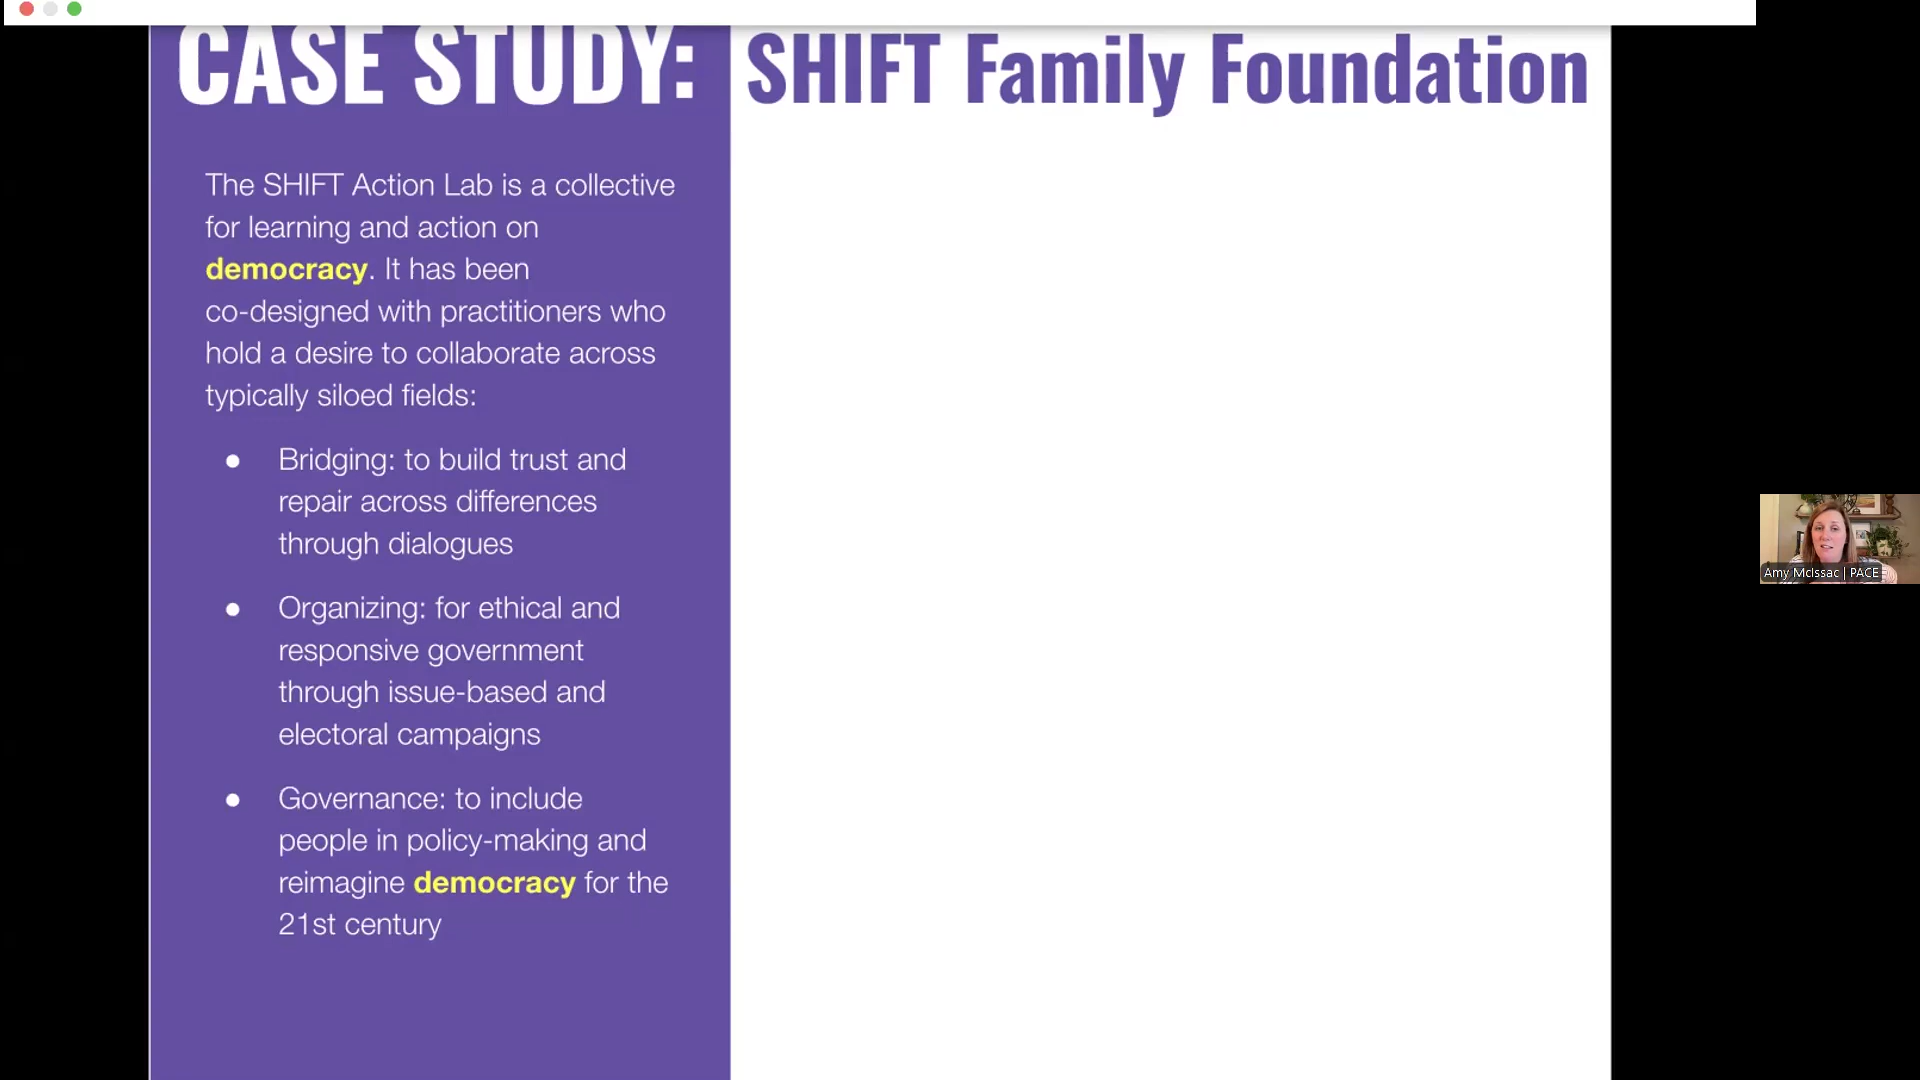 CASE STUDY: SHIFT Family Foundation
The SHIFT Action Lab is a collective
for learning and action on
democracy. It has been
co-designed with practitioners who
hold a desire to collaborate across
typically siloed fields:
● Bridging: to build trust and
repair across differences
through dialogues
● Organizing: for ethical and
responsive government
through issue-based and
electoral campaigns
● Governance: to include
people in policy-making and
reimagine democracy for the
21st century
Amy McIssac | PACE